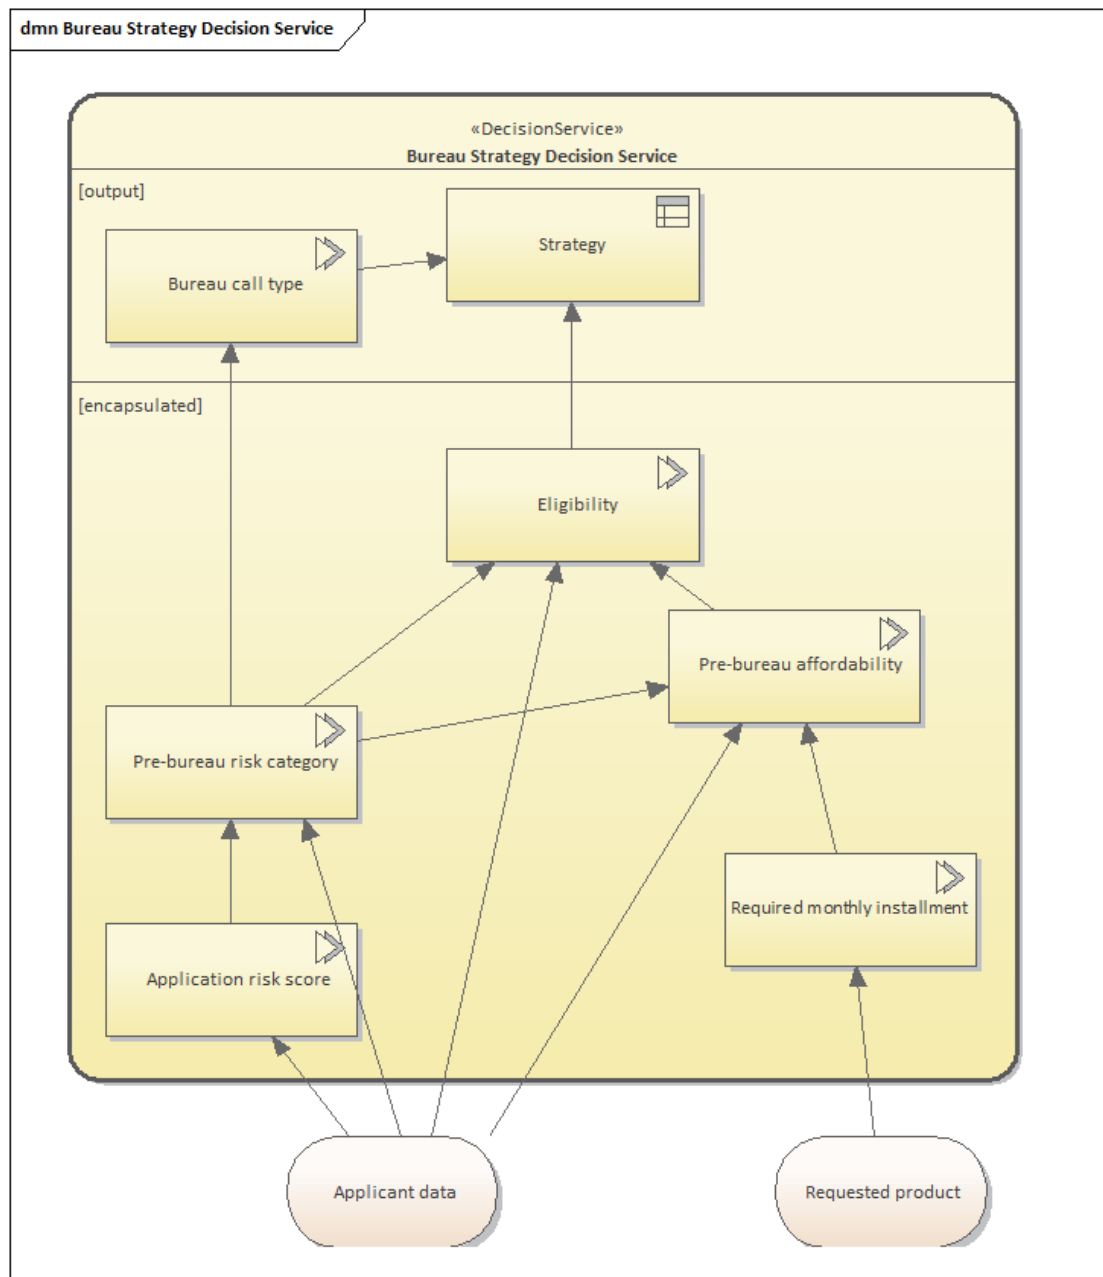 dmn Bureau Strategy Decision Service
«DecisionService»
Bureau Strategy Decision Service
[output]
Strategy
Bureau call type
[encapsulated]
Eligibility
Pre-bureau affordability
Pre-bureau risk category
Required monthly installment
Application risk score
Applicant data
Requested product